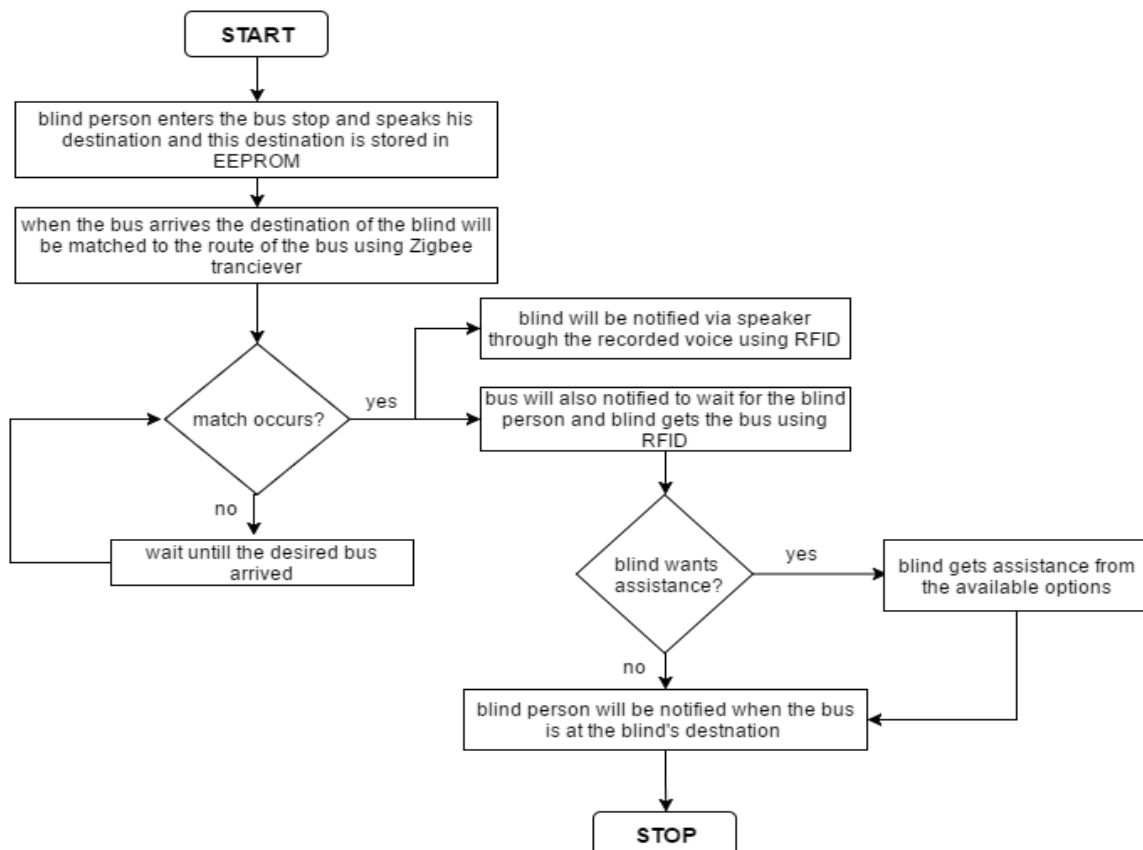 START
blind person enters the bus stop and speaks his
destination and this destination is stored in
EEPROM
when the bus arrives the destination of the blind will
be matched to the route of the bus using Zigbee
tranciever
match occurs?
yes
no
wait untill the desired bus
arrived
blind will be notified via speaker
through the recorded voice using RFID
bus will also notified to wait for the blind
person and blind gets the bus using
RFID
blind wants
assistance?
yes
blind gets assistance from
the available options
no
blind person will be notified when the bus
is at the blind's destnation
STOP